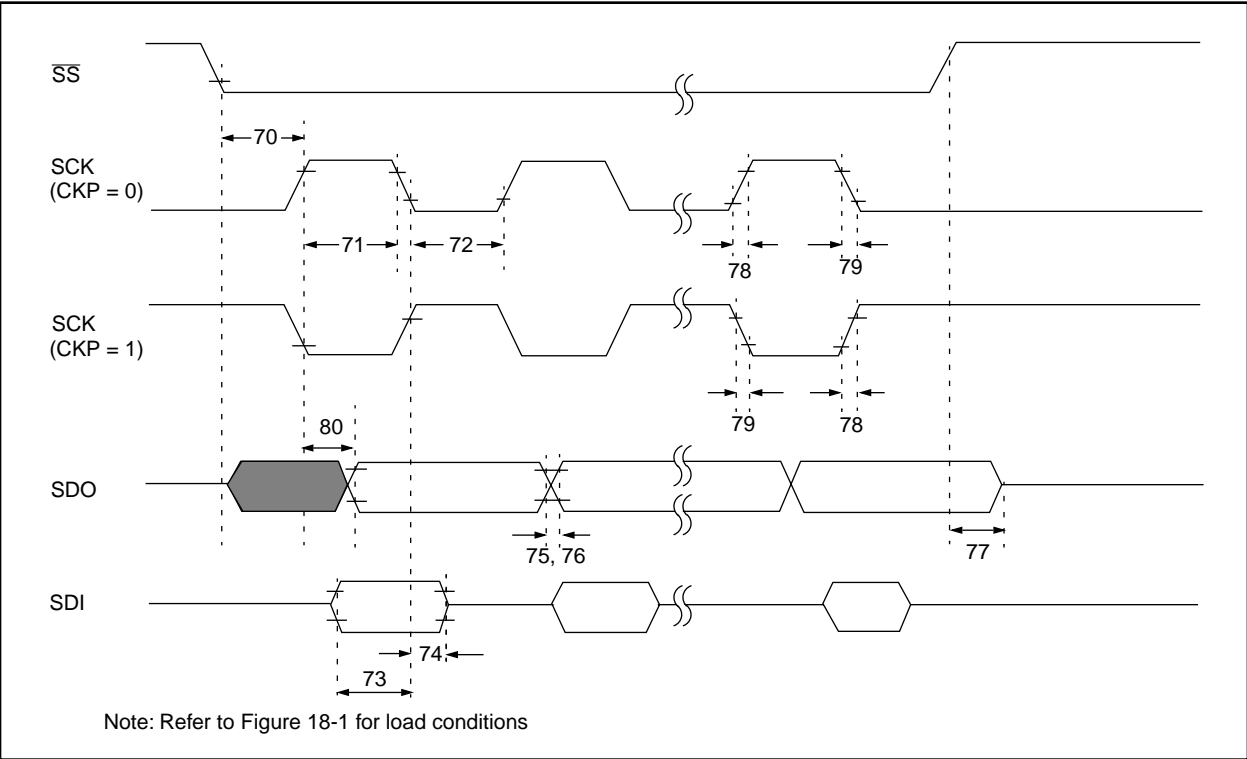 S̅S̅
70
SCK
(CKP = 0)
71
72
78
79
SCK
(CKP = 1)
79
78
80
SDO
75, 76
77
SDI
74
73
Note: Refer to Figure 18-1 for load conditions